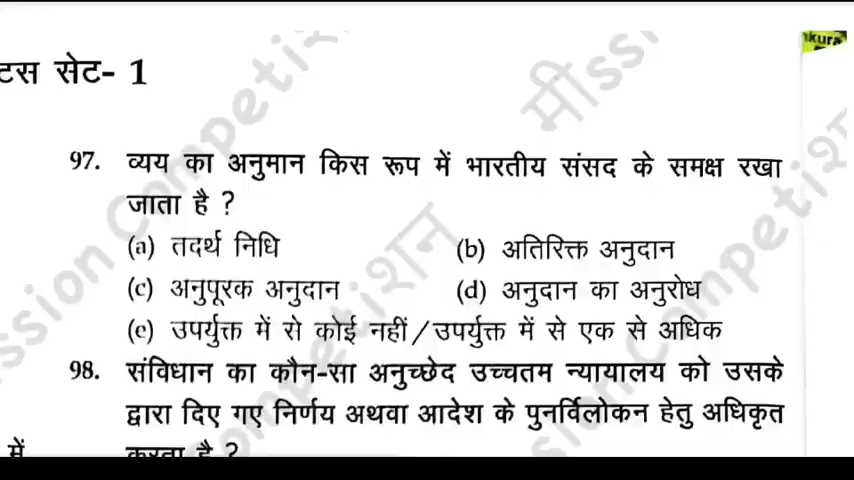 टस सेट- 1
97. व्यय का अनुमान किस रूप में भारतीय संसद के समक्ष रखा
जाता है ?
(a) तदर्थ निधि (b) अतिरिक्त अनुदान
(c) अनुपूरक अनुदान (d) अनुदान का अनुरोध
(e) उपर्युक्त में से कोई नहीं/उपर्युक्त में से एक से अधिक
98. संविधान का कौन-सा अनुच्छेद उच्चतम न्यायालय को उसके
द्वारा दिए गए निर्णय अथवा आदेश के पुनर्विलोकन हेतु अधिकृत
में करता है ?